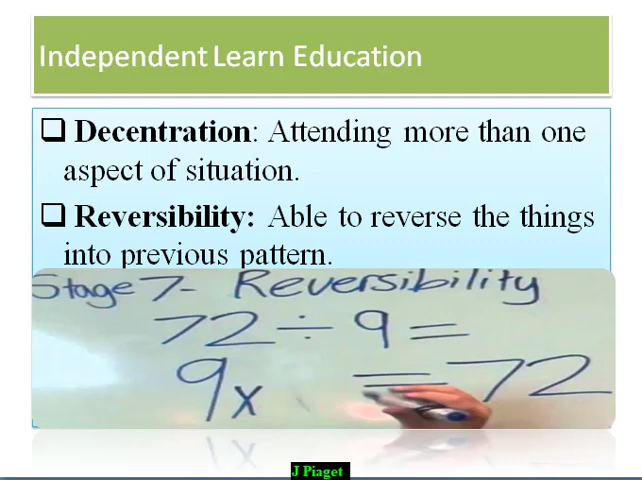 Independent Learn Education
❑ Decentration: Attending more than one
aspect of situation.
❑ Reversibility: Able to reverse the things
into previous pattern.
Stage 7- Reversibility
72 ÷ 9 =
9x = 72
J Piaget